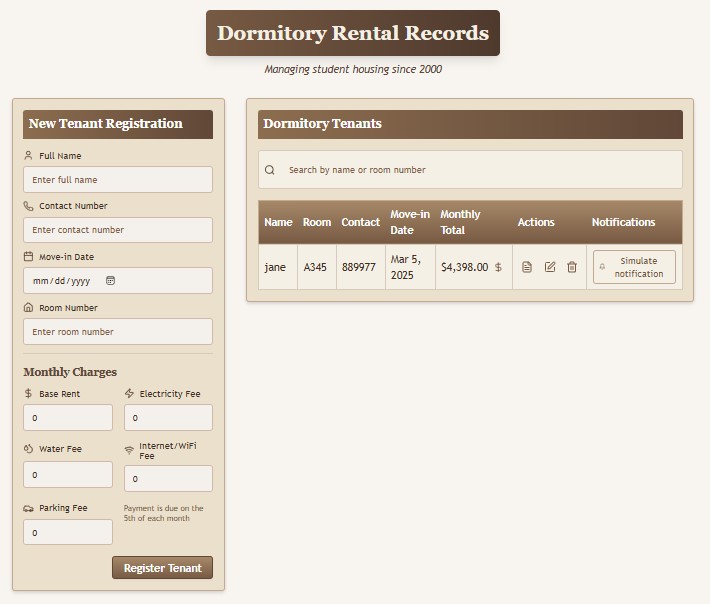 Dormitory Rental Records
Managing student housing since 2000
New Tenant Registration
Full Name
Enter full name
Contact Number
Enter contact number
Move-in Date
mm/dd/yyyy
Room Number
Enter room number
Monthly Charges
Base Rent
Electricity Fee
0
0
Water Fee
Internet/WiFi
Fee
0
0
Parking Fee
Payment is due on the
5th of each month
0
Register Tenant
Dormitory Tenants
Search by name or room number
Name Room Contact Move-in Date Monthly Total Actions Notifications
jane A345 889977 Mar 5, 2025 $4,398.00 $ Simulate notification